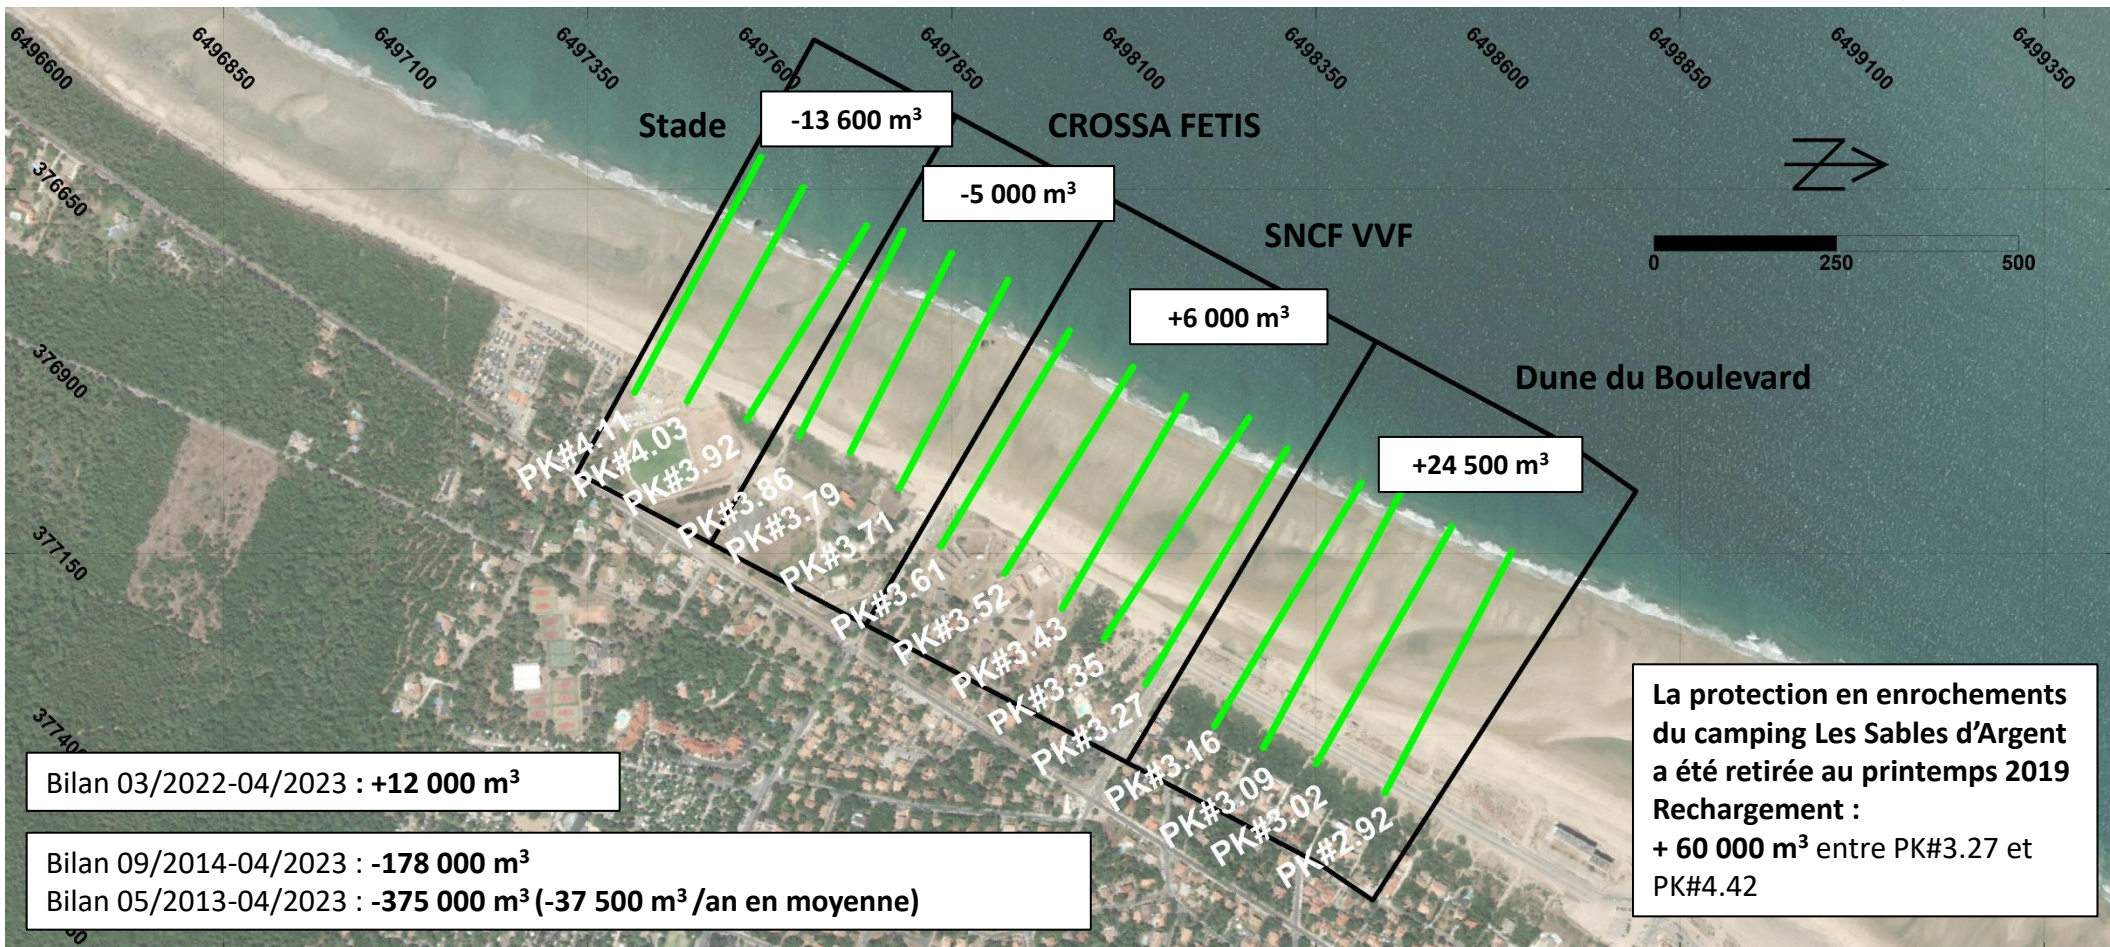 6496600
6496850
6497100
6497350
6497600
6497850
6498100
6498350
6498600
6498850
6499100
6499350
376650
376900
377150
Stade
-13 600 m³
CROSSA FETIS
-5 000 m³
SNCF VVF
+6 000 m³
Dune du Boulevard
+24 500 m³
N
0
250
500
PK#4.11
PK#4.03
PK#3.92
PK#3.86
PK#3.79
PK#3.71
PK#3.61
PK#3.52
PK#3.43
PK#3.35
PK#3.27
PK#3.16
PK#3.09
PK#3.02
PK#2.92
Bilan 03/2022-04/2023 : +12 000 m³
Bilan 09/2014-04/2023 : -178 000 m³
Bilan 05/2013-04/2023 : -375 000 m³ (-37 500 m³ /an en moyenne)
La protection en enrochements
du camping Les Sables d’Argent
a été retirée au printemps 2019
Rechargement :
+ 60 000 m³ entre PK#3.27 et
PK#4.42